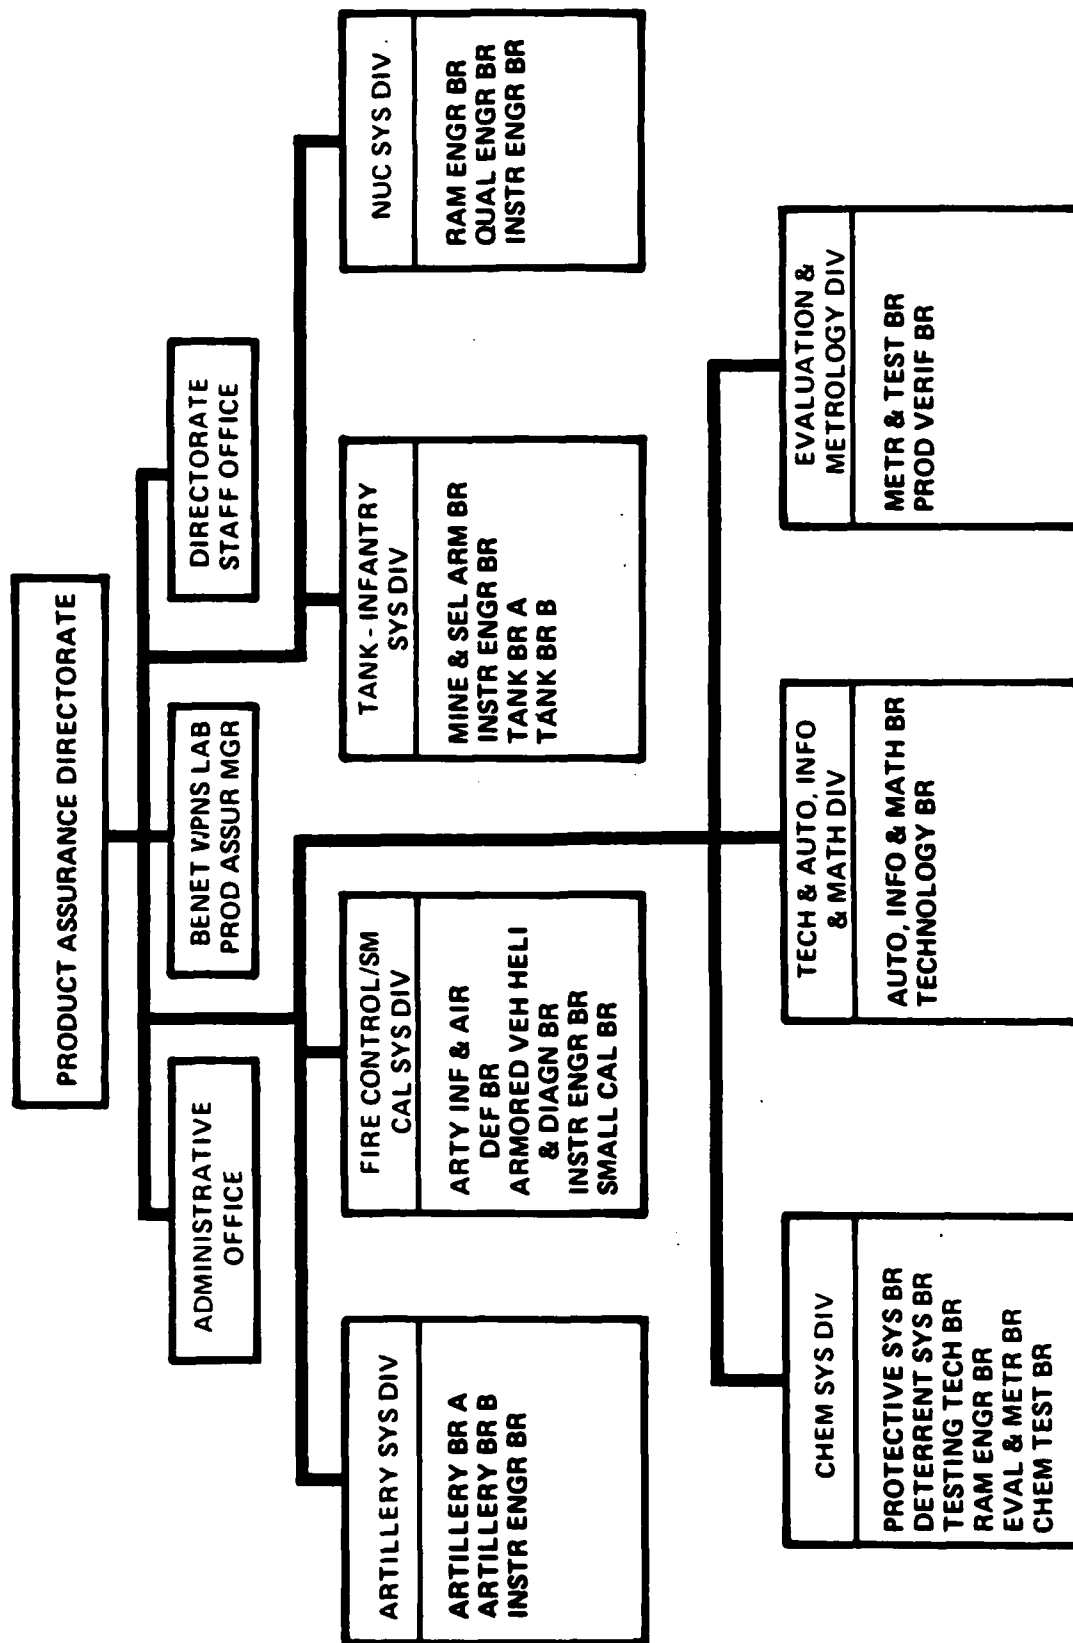 PRODUCT ASSURANCE DIRECTORATE
ADMINISTRATIVE
OFFICE
BENET WPNS LAB
PROD ASSUR MGR
DIRECTORATE
STAFF OFFICE
ARTILLERY SYS DIV
ARTILLERY BR A
ARTILLERY BR B
INSTR ENGR BR
FIRE CONTROL/SM
CAL SYS DIV
ARTY INF & AIR
DEF BR
ARMORED VEH HELI
& DIAGN BR
INSTR ENGR BR
SMALL CAL BR
TANK - INFANTRY
SYS DIV
MINE & SEL ARM BR
INSTR ENGR BR
TANK BR A
TANK BR B
NUC SYS DIV
RAM ENGR BR
QUAL ENGR BR
INSTR ENGR BR
CHEM SYS DIV
PROTECTIVE SYS BR
DETERRENT SYS BR
TESTING TECH BR
RAM ENGR BR
EVAL & METR BR
CHEM TEST BR
TECH & AUTO, INFO
& MATH DIV
AUTO, INFO & MATH BR
TECHNOLOGY BR
EVALUATION &
METROLOGY DIV
METR & TEST BR
PROD VERIF BR